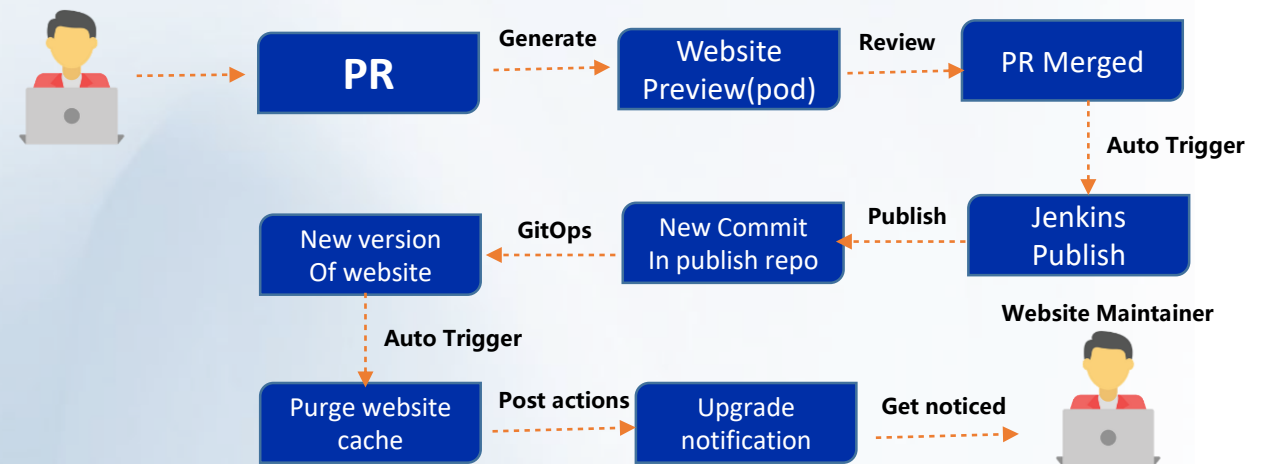 PR
Generate
Website
Preview(pod)
Review
PR Merged
Auto Trigger
Jenkins
Publish
Publish
New Commit
In publish repo
GitOps
New version
Of website
Auto Trigger
Purge website
cache
Post actions
Upgrade
notification
Get noticed
Website Maintainer